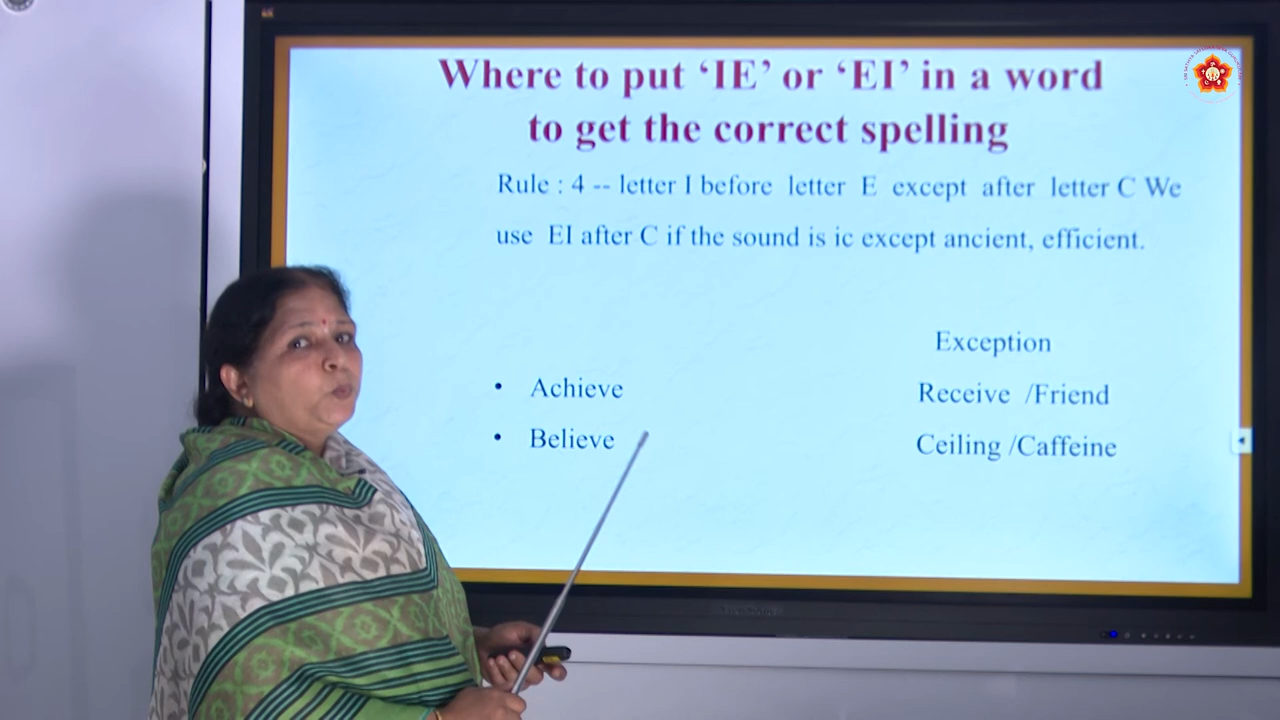 Where to put ‘IE’ or ‘EI’ in a word
to get the correct spelling
Rule : 4 -- letter I before letter E except after letter C We
use EI after C if the sound is ic except ancient, efficient.
Exception
• Achieve Receive /Friend
• Believe Ceiling /Caffeine